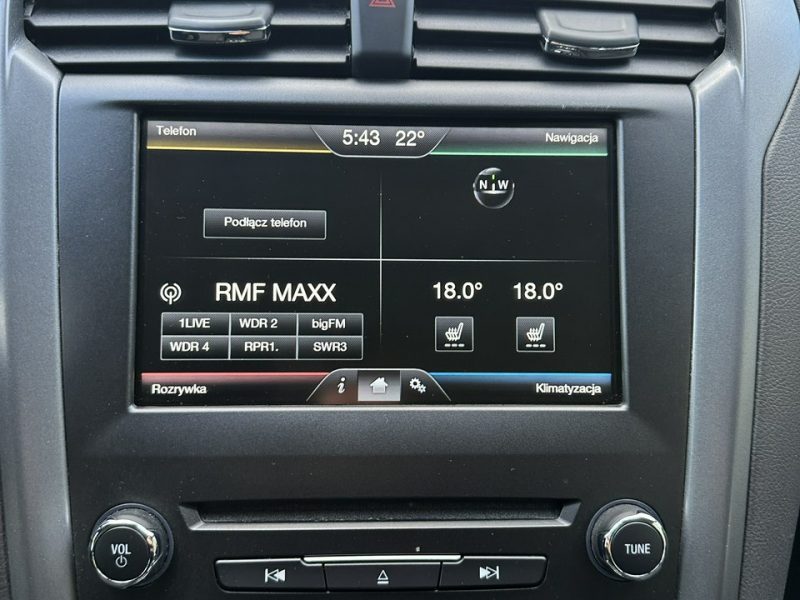 Telefon
5:43 22°
Nawigacja
N W
Podłącz telefon
RMF MAXX
18.0° 18.0°
1LIVE WDR 2 bigFM
WDR 4 RPR1. SWR3
Rozrywka
i
Klimatyzacja
VOL
TUNE